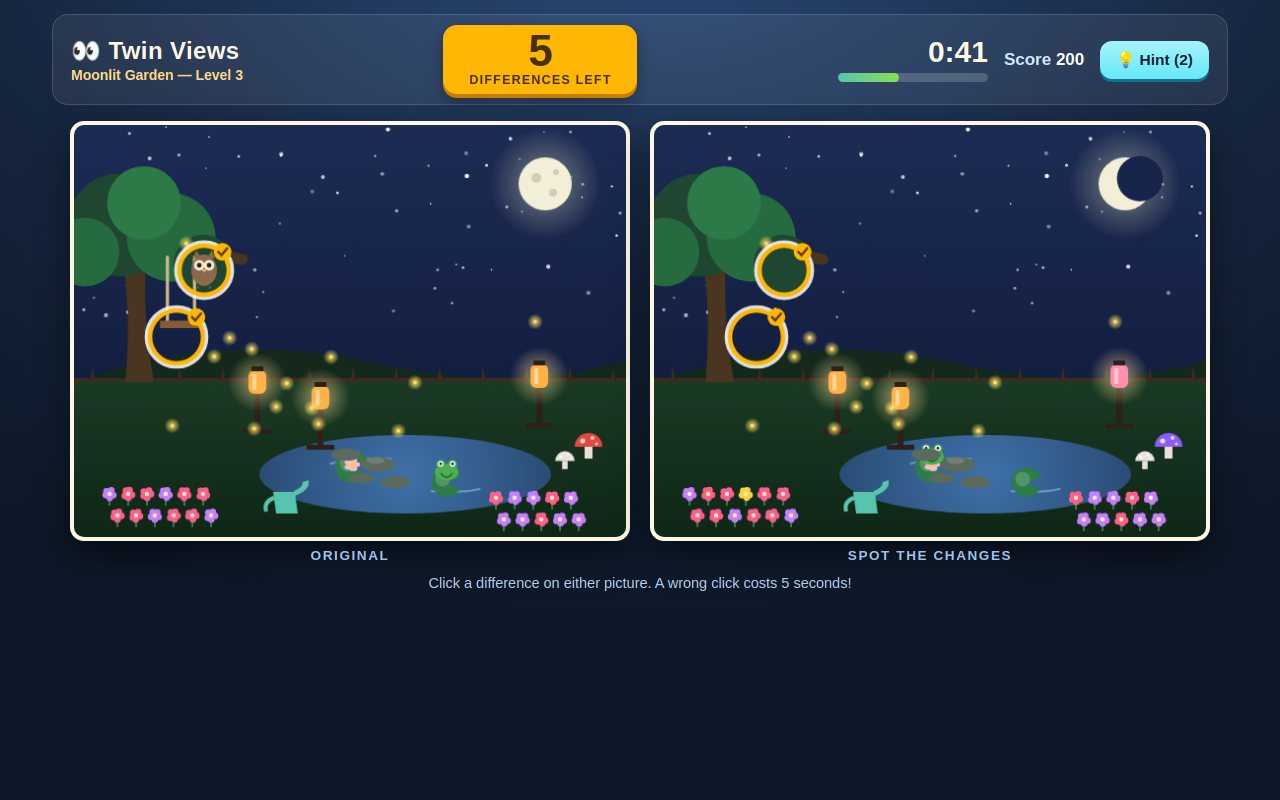 👀 Twin Views
Moonlit Garden — Level 3
5
DIFFERENCES LEFT
0:41
Score 200
💡 Hint (2)
ORIGINAL
SPOT THE CHANGES
Click a difference on either picture. A wrong click costs 5 seconds!